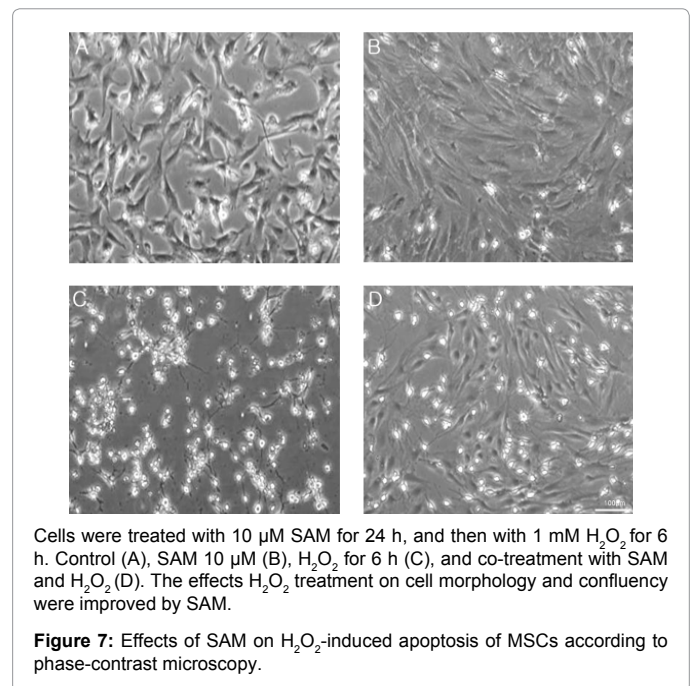 A
B
C
D
100μm
Cells were treated with 10 μM SAM for 24 h, and then with 1 mM H₂O₂ for 6
h. Control (A), SAM 10 μM (B), H₂O₂ for 6 h (C), and co-treatment with SAM
and H₂O₂ (D). The effects H₂O₂ treatment on cell morphology and confluency
were improved by SAM.
Figure 7: Effects of SAM on H₂O₂-induced apoptosis of MSCs according to
phase-contrast microscopy.